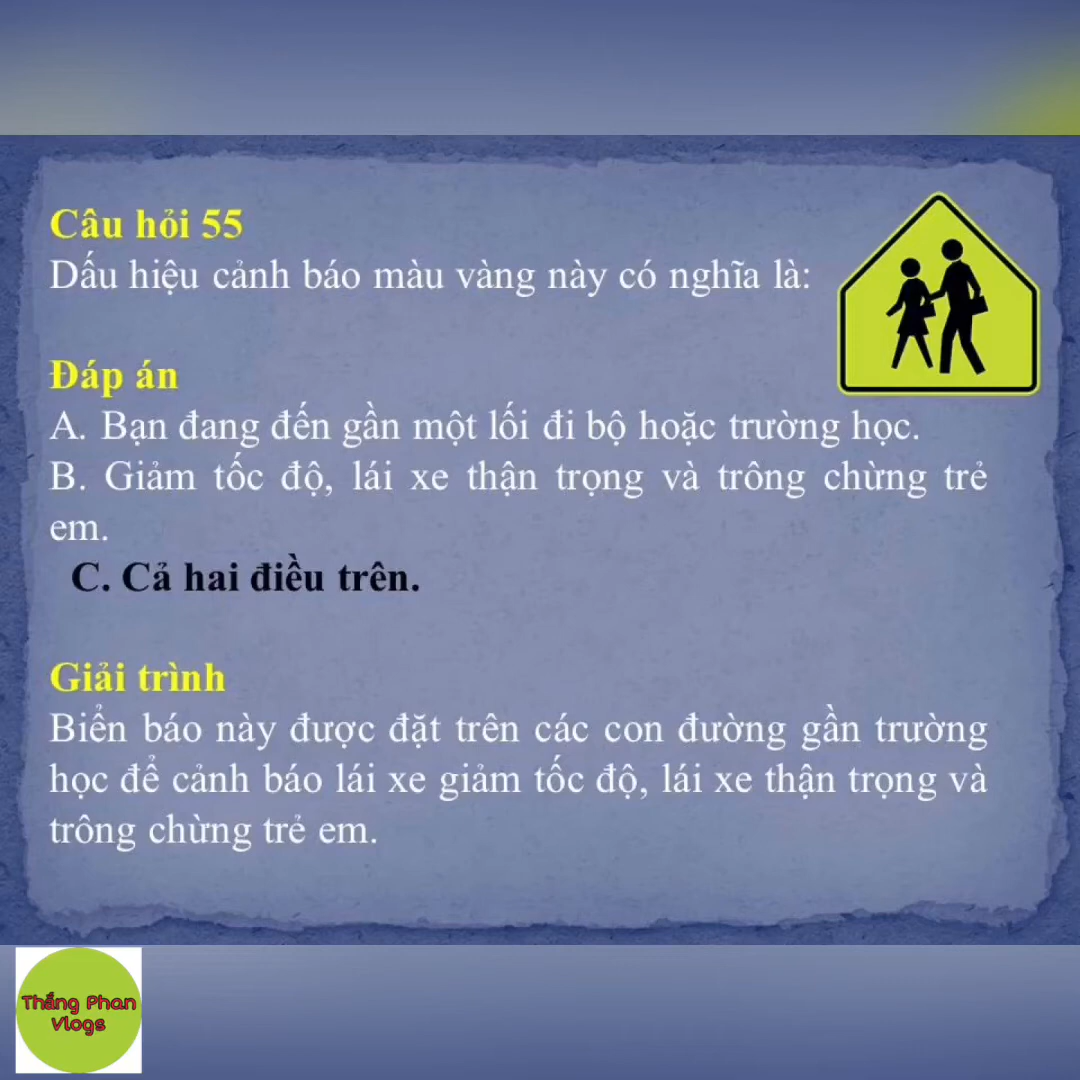 Câu hỏi 55
Dấu hiệu cảnh báo màu vàng này có nghĩa là:
Đáp án
A. Bạn đang đến gần một lối đi bộ hoặc trường học.
B. Giảm tốc độ, lái xe thận trọng và trông chừng trẻ
em.
C. Cả hai điều trên.
Giải trình
Biển báo này được đặt trên các con đường gần trường
học để cảnh báo lái xe giảm tốc độ, lái xe thận trọng và
trông chừng trẻ em.
Thắng Phan
Vlogs